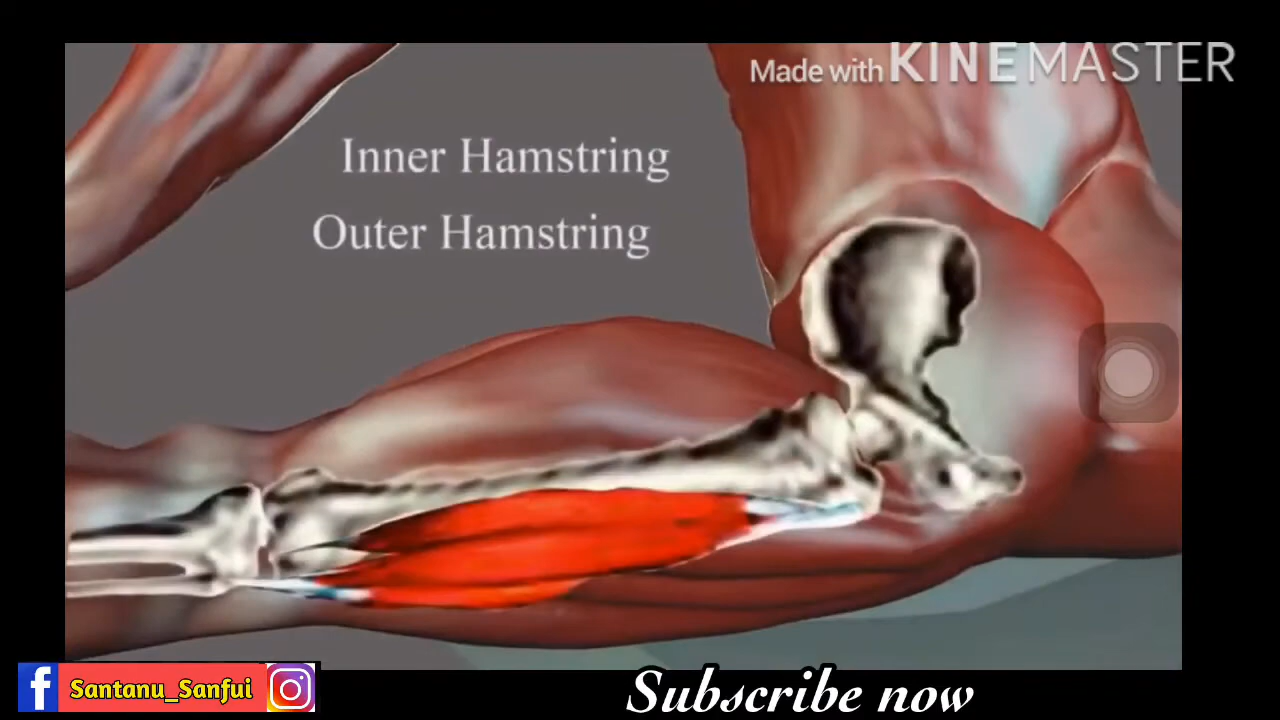 Made with KINEMASTER
Inner Hamstring
Outer Hamstring
f Santanu_Sanfui
Subscribe now